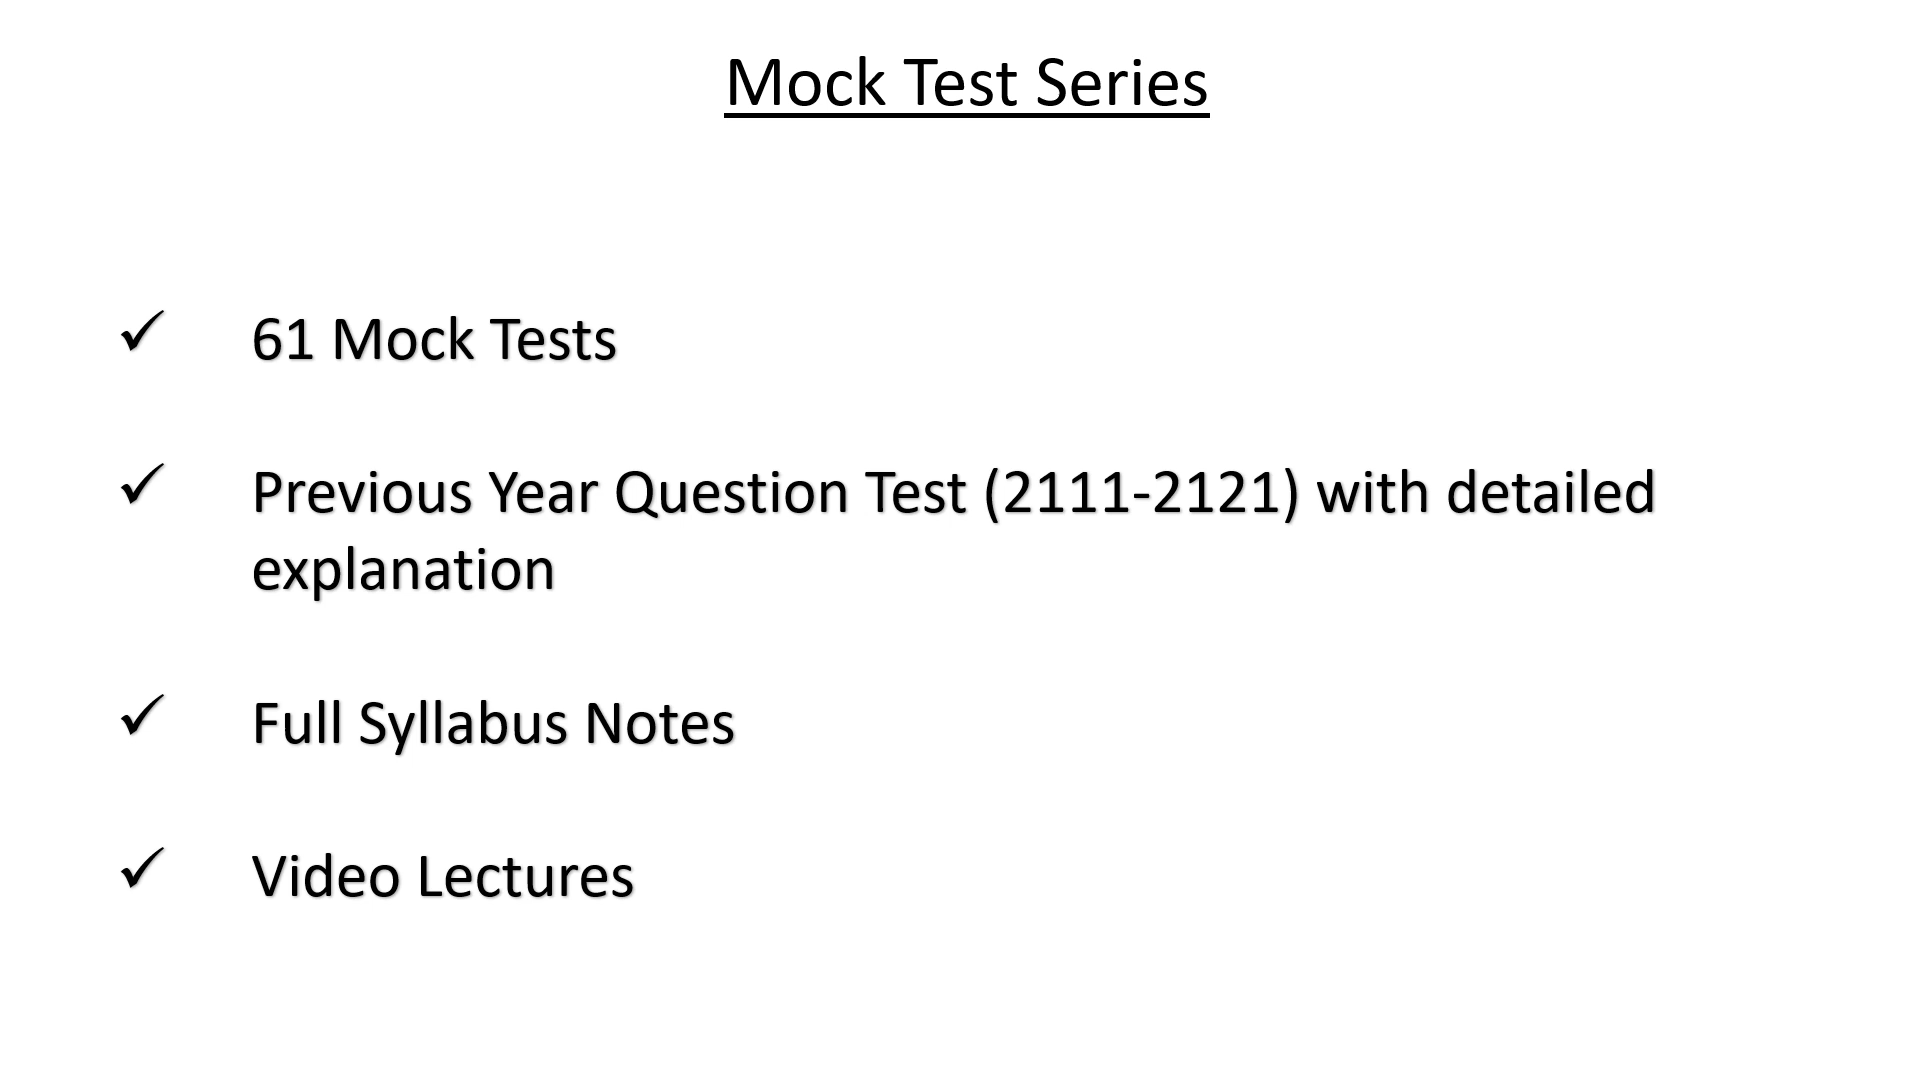 Mock Test Series
✓ 61 Mock Tests
✓ Previous Year Question Test (2111-2121) with detailed
explanation
✓ Full Syllabus Notes
✓ Video Lectures